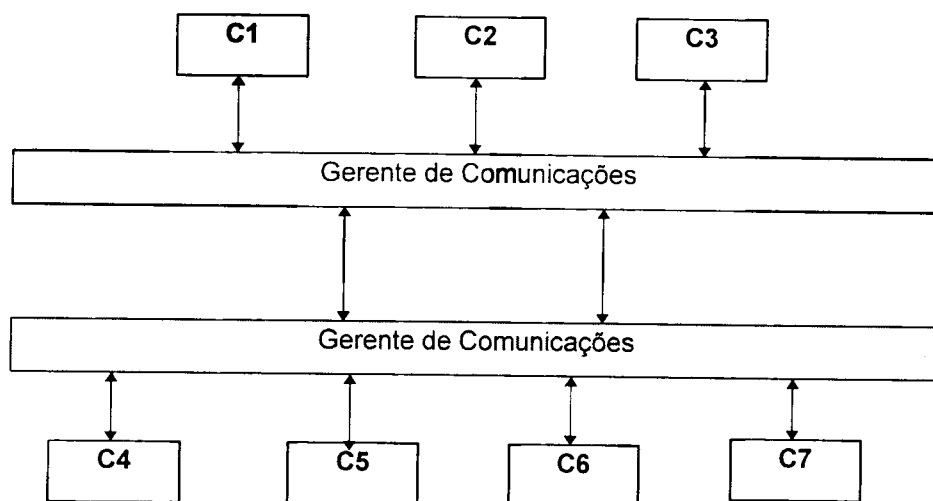 C1
C2
C3
Gerente de Comunicações
Gerente de Comunicações
C4
C5
C6
C7